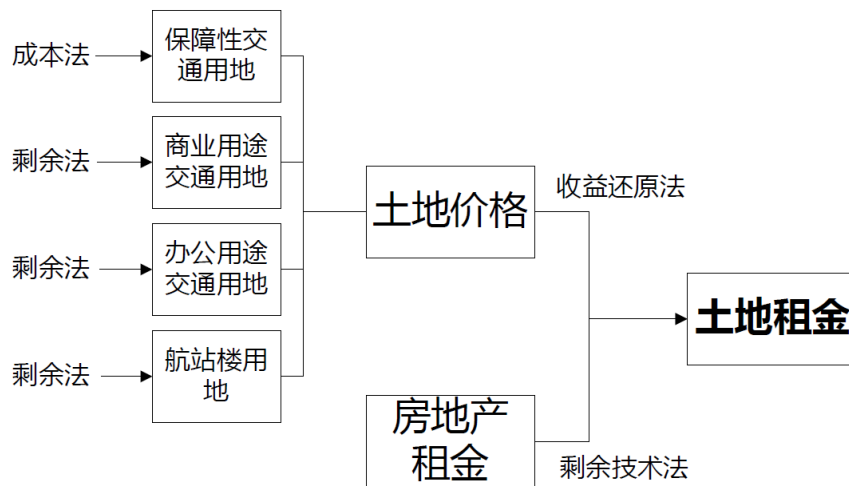 成本法
保障性交
通用地
剩余法
商业用途
交通用地
剩余法
办公用途
交通用地
剩余法
航站楼用
地
土地价格
收益还原法
房地产
租金
剩余技术法
土地租金